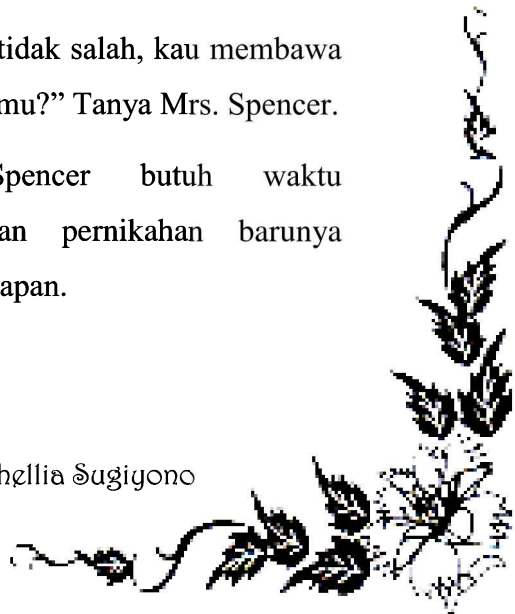 tidak salah, kau membawa
mu?” Tanya Mrs. Spencer.
Spencer butuh waktu
an pernikahan barunya
apan.
hellia Sugiyono